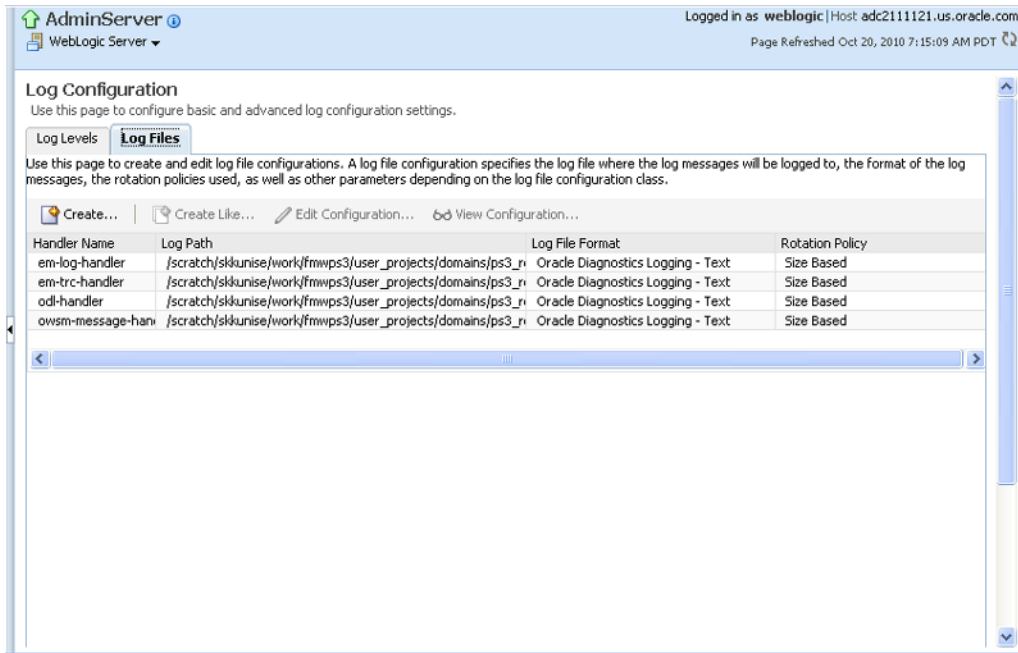 AdminServer
Logged in as weblogic|Host adc2111121.us.oracle.com
WebLogic Server
Page Refreshed Oct 20, 2010 7:15:09 AM PDT
Log Configuration
Use this page to configure basic and advanced log configuration settings.
Log Levels Log Files
Use this page to create and edit log file configurations. A log file configuration specifies the log file where the log messages will be logged to, the format of the log
messages, the rotation policies used, as well as other parameters depending on the log file configuration class.
Create... Create Like... Edit Configuration... View Configuration...
Handler Name Log Path Log File Format Rotation Policy
em-log-handler /scratch/skkunise/work/fmwps3/user_projects/domains/ps3_r Oracle Diagnostics Logging - Text Size Based
em-trc-handler /scratch/skkunise/work/fmwps3/user_projects/domains/ps3_r Oracle Diagnostics Logging - Text Size Based
odl-handler /scratch/skkunise/work/fmwps3/user_projects/domains/ps3_r Oracle Diagnostics Logging - Text Size Based
owsm-message-han /scratch/skkunise/work/fmwps3/user_projects/domains/ps3_r Oracle Diagnostics Logging - Text Size Based